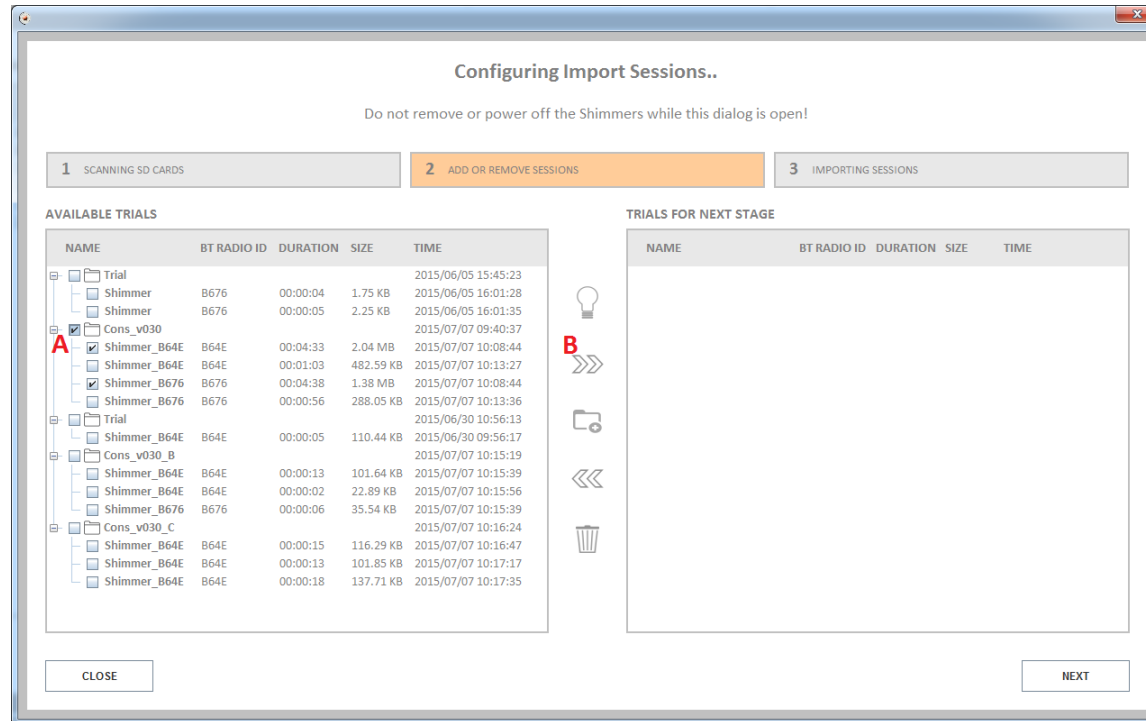 Configuring Import Sessions..
Do not remove or power off the Shimmers while this dialog is open!
1 SCANNING SD CARDS
2 ADD OR REMOVE SESSIONS
3 IMPORTING SESSIONS
AVAILABLE TRIALS
NAME BT RADIO ID DURATION SIZE TIME
Trial 2015/06/05 15:45:23
Shimmer B676 00:00:04 1.75 KB 2015/06/05 16:01:28
Shimmer B676 00:00:05 2.25 KB 2015/06/05 16:01:35
Cons_v030 2015/07/07 09:40:37
A
Shimmer_B64E B64E 00:04:33 2.04 MB 2015/07/07 10:08:44
Shimmer_B64E B64E 00:01:03 482.59 KB 2015/07/07 10:13:27
Shimmer_B676 B676 00:04:38 1.38 MB 2015/07/07 10:08:44
Shimmer_B676 B676 00:00:56 288.05 KB 2015/07/07 10:13:36
Trial 2015/06/30 10:56:13
Shimmer_B64E B64E 00:00:05 110.44 KB 2015/06/30 09:56:17
Cons_v030_B 2015/07/07 10:15:19
Shimmer_B64E B64E 00:00:13 101.64 KB 2015/07/07 10:15:39
Shimmer_B64E B64E 00:00:02 22.89 KB 2015/07/07 10:15:56
Shimmer_B676 B676 00:00:06 35.54 KB 2015/07/07 10:15:39
Cons_v030_C 2015/07/07 10:16:24
Shimmer_B64E B64E 00:00:15 116.29 KB 2015/07/07 10:16:47
Shimmer_B64E B64E 00:00:13 101.85 KB 2015/07/07 10:17:17
Shimmer_B64E B64E 00:00:18 137.71 KB 2015/07/07 10:17:35
B
TRIALS FOR NEXT STAGE
NAME BT RADIO ID DURATION SIZE TIME
CLOSE
NEXT